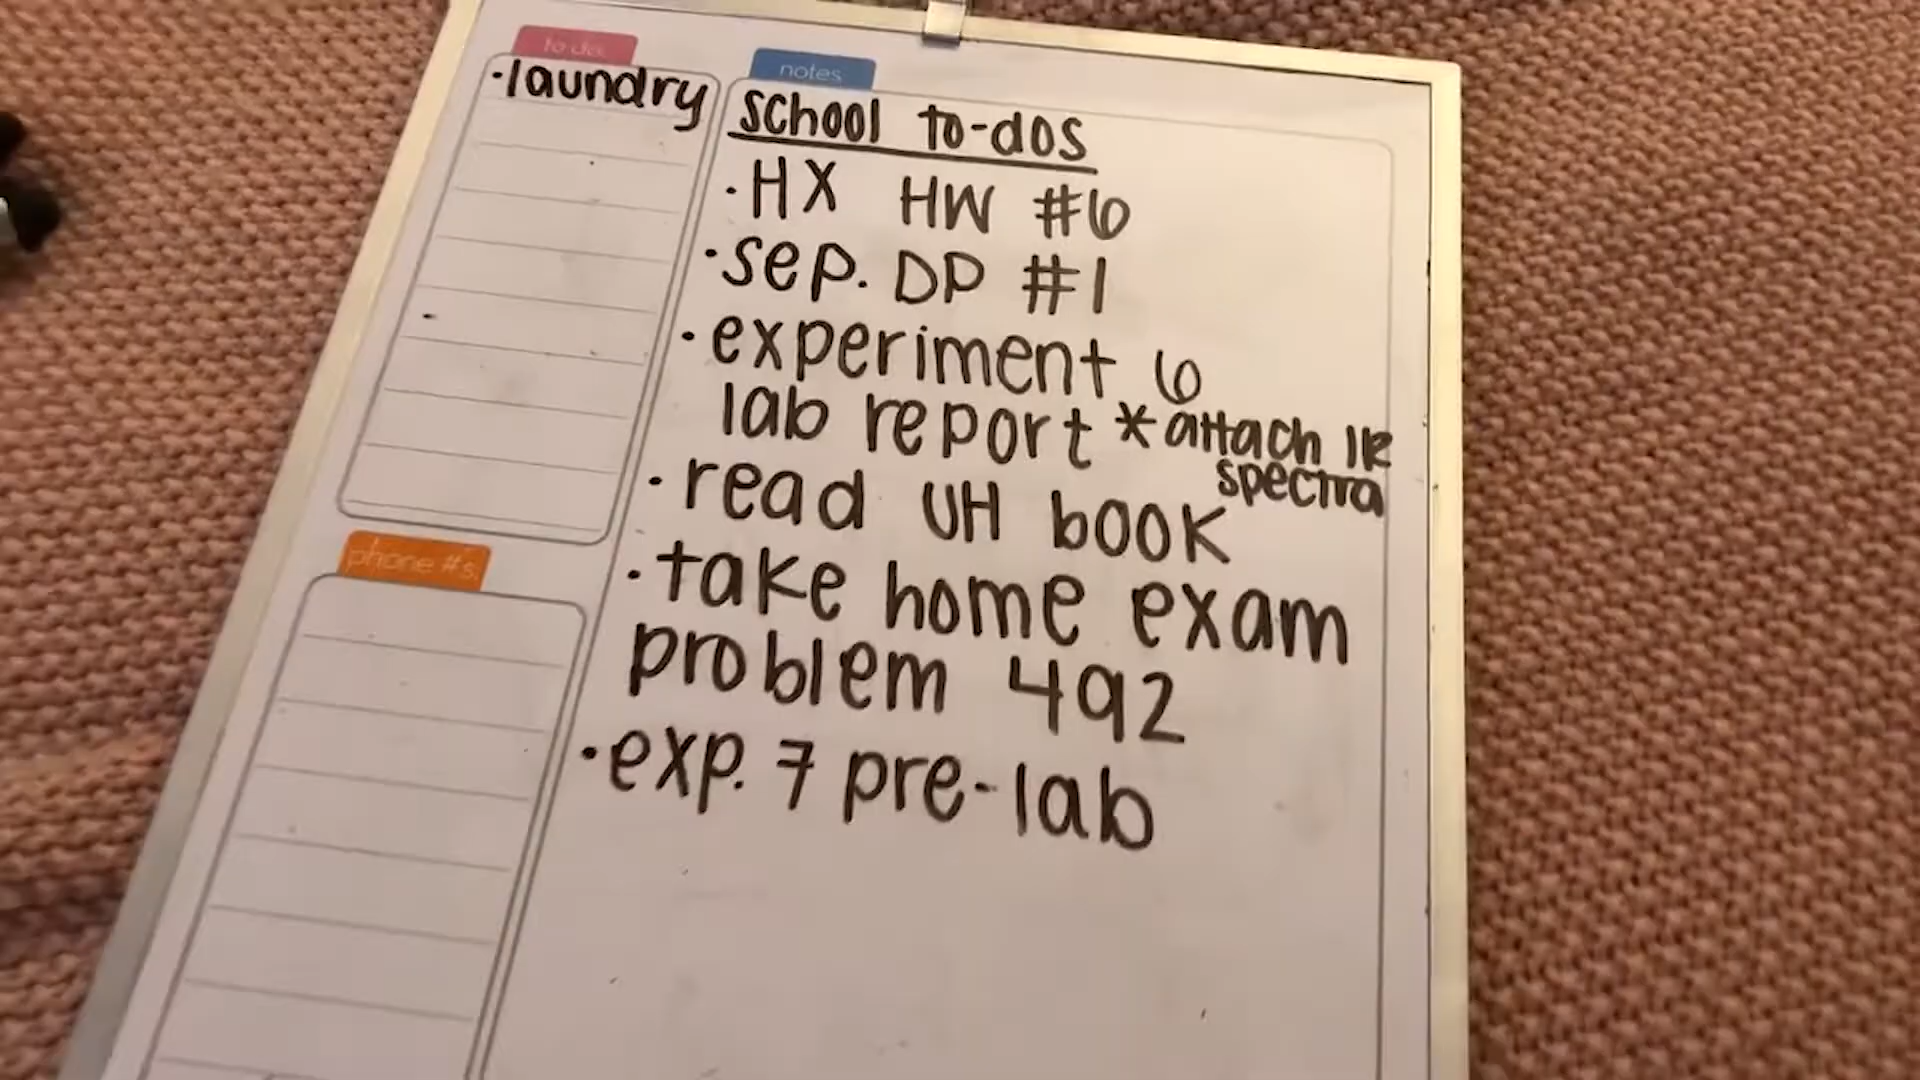 to do
·laundry
notes
school to-dos
·HX HW #6
·sep. DP #1
·experiment 6
lab report *attach IR
spectra
·read UH book
·take home exam
problem 492
·exp. 7 pre-lab
phone #'s